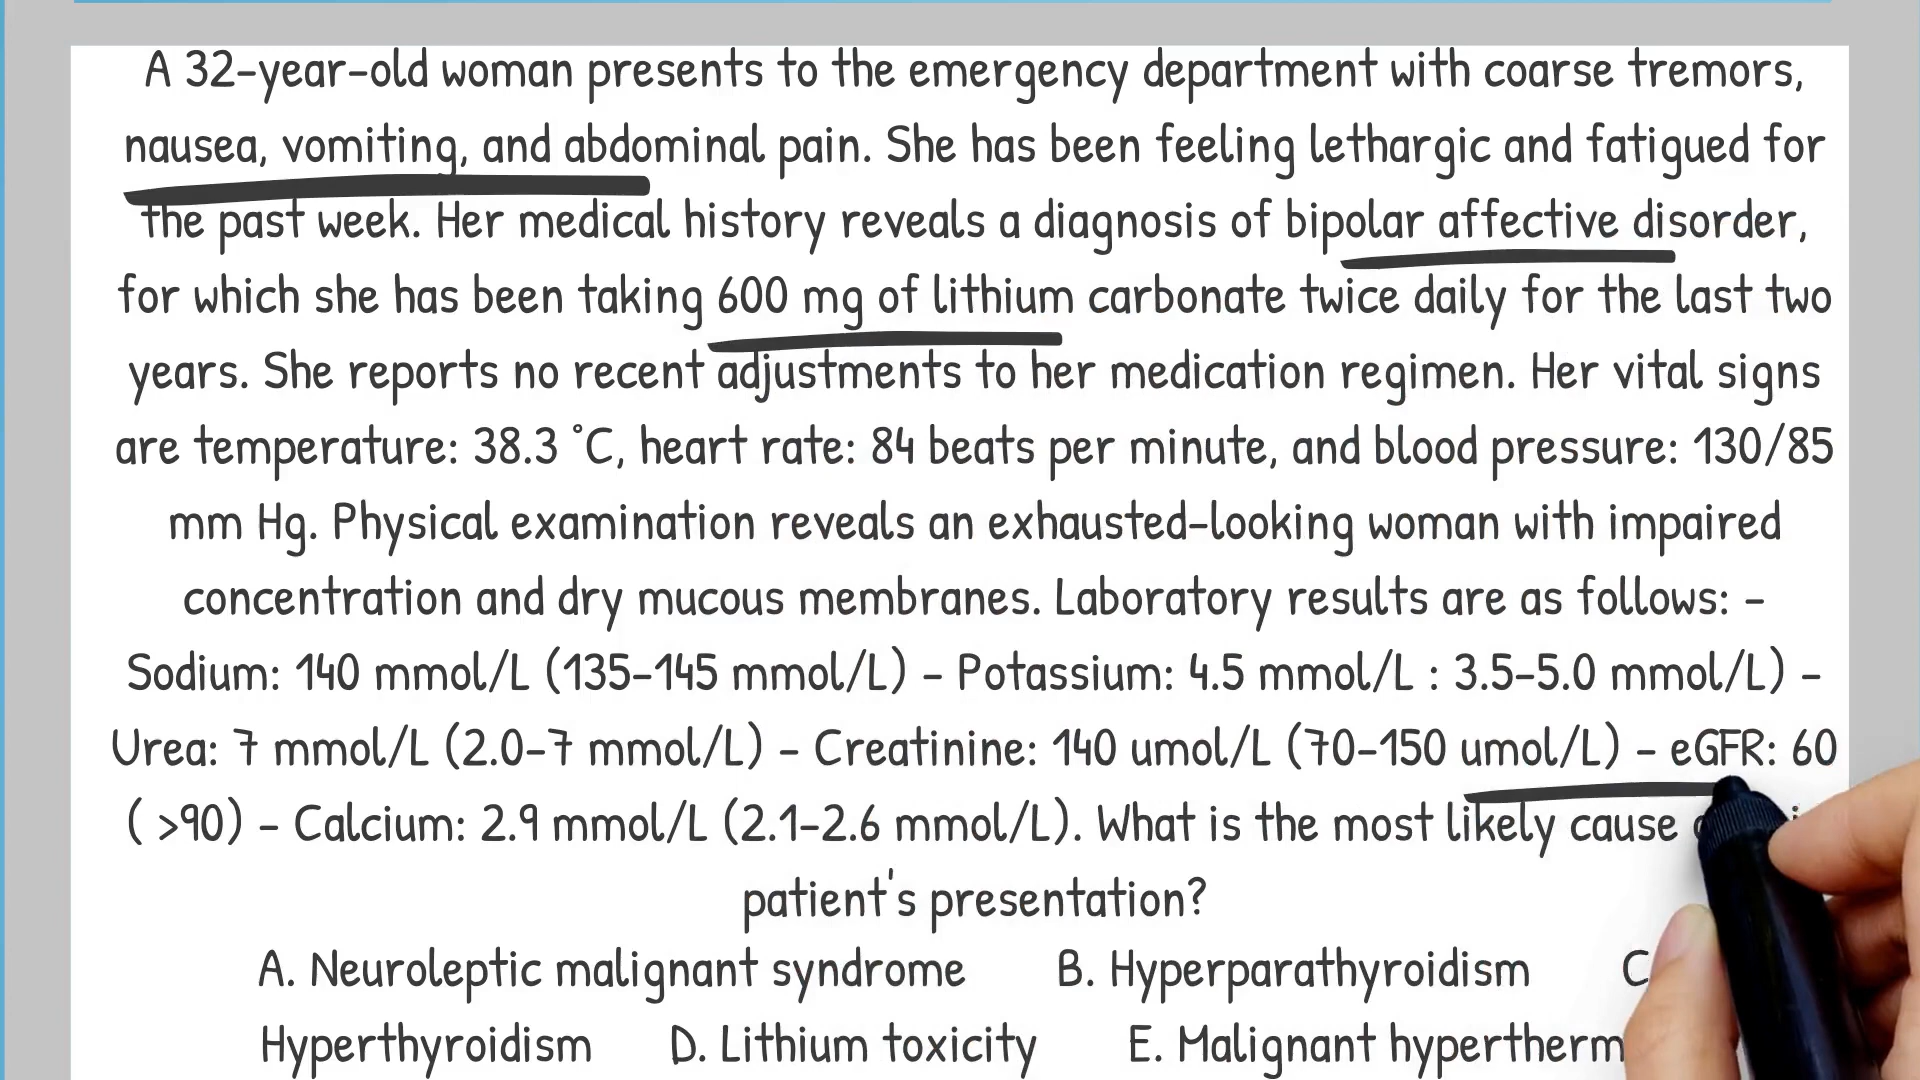 A 32-year-old woman presents to the emergency department with coarse tremors,
nausea, vomiting, and abdominal pain. She has been feeling lethargic and fatigued for
the past week. Her medical history reveals a diagnosis of bipolar affective disorder,
for which she has been taking 600 mg of lithium carbonate twice daily for the last two
years. She reports no recent adjustments to her medication regimen. Her vital signs
are temperature: 38.3 °C, heart rate: 84 beats per minute, and blood pressure: 130/85
mm Hg. Physical examination reveals an exhausted-looking woman with impaired
concentration and dry mucous membranes. Laboratory results are as follows: -
Sodium: 140 mmol/L (135-145 mmol/L) - Potassium: 4.5 mmol/L : 3.5-5.0 mmol/L) -
Urea: 7 mmol/L (2.0-7 mmol/L) - Creatinine: 140 umol/L (70-150 umol/L) - eGFR: 60
( >90) - Calcium: 2.9 mmol/L (2.1-2.6 mmol/L). What is the most likely cause
patient's presentation?
A. Neuroleptic malignant syndrome B. Hyperparathyroidism C
Hyperthyroidism D. Lithium toxicity E. Malignant hypertherm